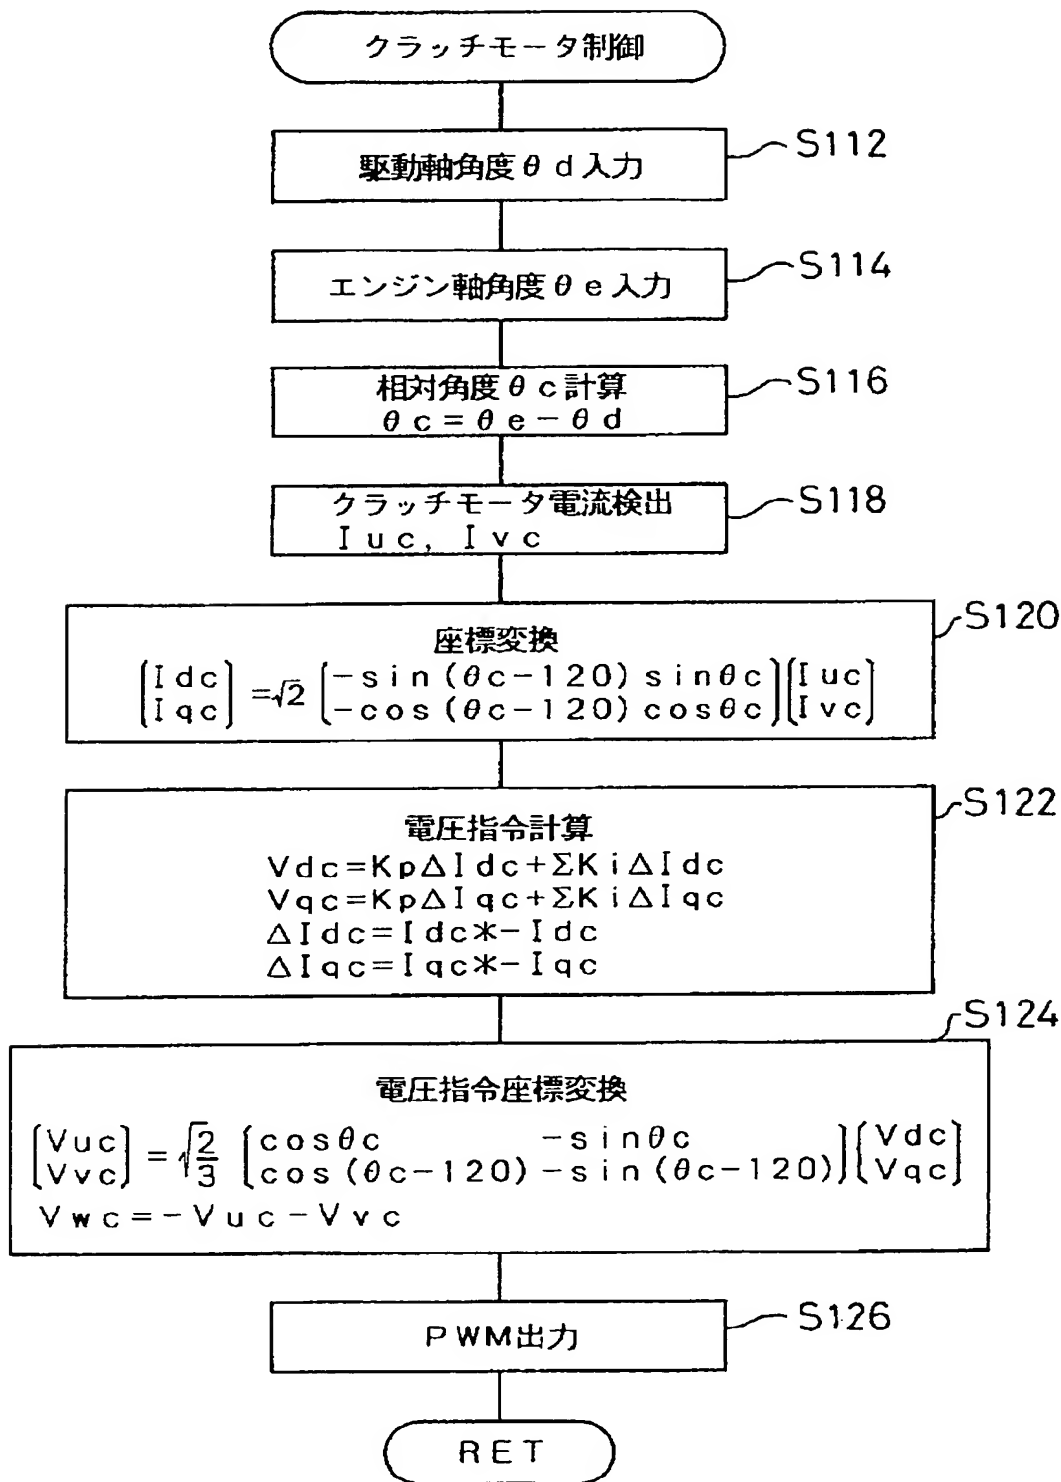 クラッチモータ制御
駆動軸角度θd入力
S112
エンジン軸角度θe入力
S114
相対角度θc計算
θc=θe-θd
S116
クラッチモータ電流検出
Iuc, Ivc
S118
S120
座標変換
[Idc] =√2 [-sin(θc-120) sinθc][Iuc]
[Iqc] [-cos(θc-120) cosθc][Ivc]
S122
電圧指令計算
Vdc=KpΔIdc+ΣKiΔIdc
Vqc=KpΔIqc+ΣKiΔIqc
ΔIdc=Idc*-Idc
ΔIqc=Iqc*-Iqc
S124
電圧指令座標変換
[Vuc] =√2/3 [cosθc -sinθc][Vdc]
[Vvc] [cos(θc-120) -sin(θc-120)][Vqc]
Vwc=-Vuc-Vvc
PWM出力
S126
RET